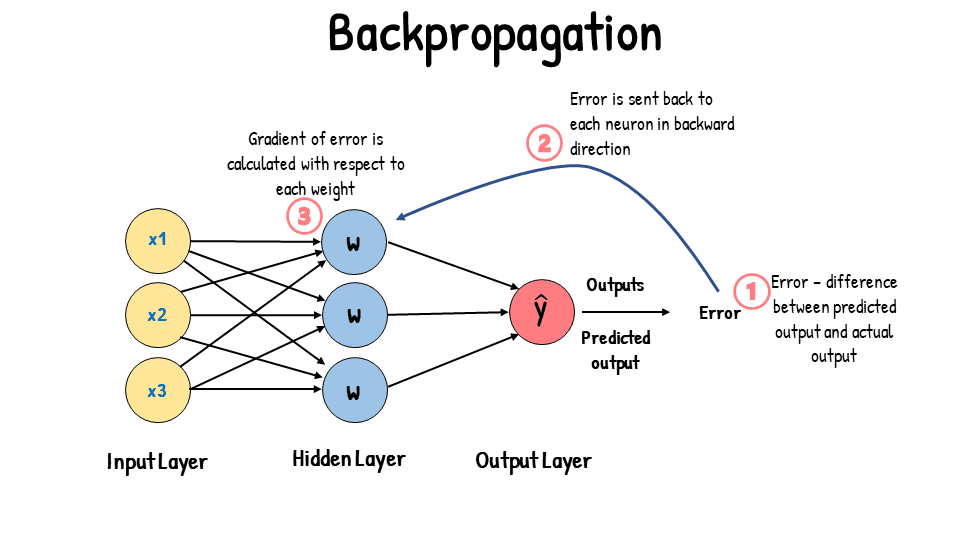 Backpropagation
Error is sent back to
each neuron in backward
direction
2
Gradient of error is
calculated with respect to
each weight
3
x1
x2
x3
w
w
w
ŷ
Outputs
Predicted
output
Error
1
Error – difference
between predicted
output and actual
output
Input Layer
Hidden Layer
Output Layer